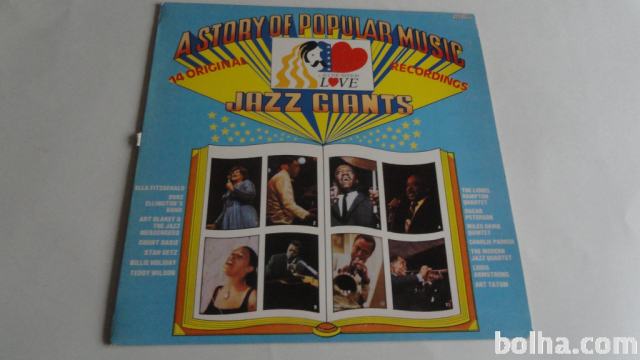 A STORY OF POPULAR MUSIC
14 ORIGINAL
RECORDINGS
LOVE
JAZZ GIANTS
ELLA FITZGERALD
DUKE
ELLINGTON'S
BAND
ART BLAKEY &
THE JAZZ
MESSENGERS
COUNT BASIE
STAN GETZ
BILLIE HOLIDAY
TEDDY WILSON
THE LIONEL
HAMPTON
QUARTET
OSCAR
PETERSON
MILES DAVIS
QUINTET
CHARLIE PARKER
THE MODERN
JAZZ QUARTET
LOUIS
ARMSTRONG
ART TATUM
bolha.com